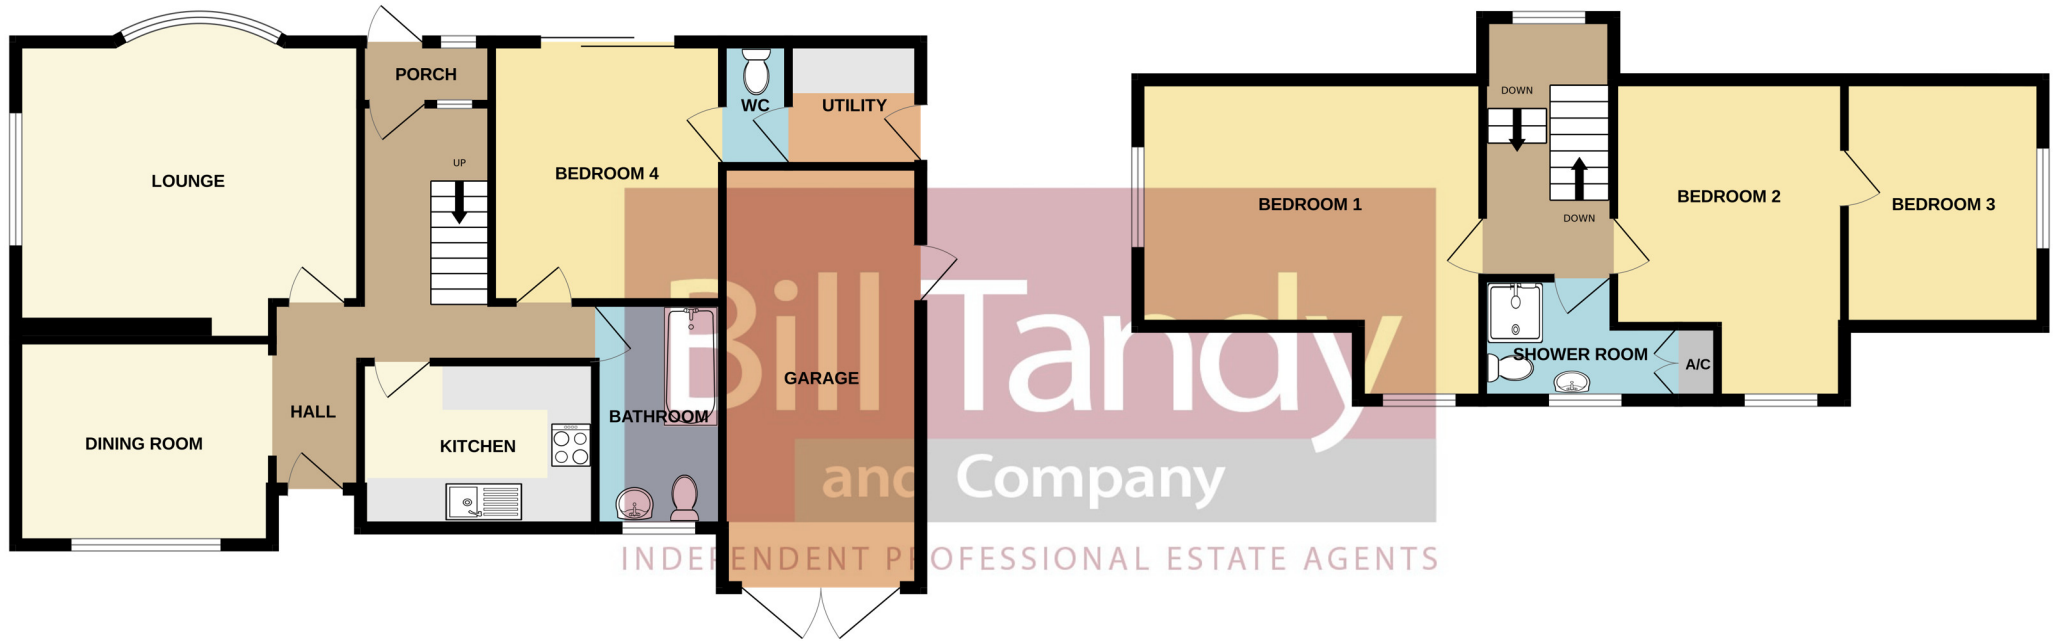 PORCH
LOUNGE
UP
BEDROOM 4
WC
UTILITY
GARAGE
HALL
DINING ROOM
KITCHEN
BATHROOM
DOWN
BEDROOM 1
BEDROOM 2
BEDROOM 3
DOWN
SHOWER ROOM
A/C
Bill Tandy
and Company
INDEPENDENT PROFESSIONAL ESTATE AGENTS